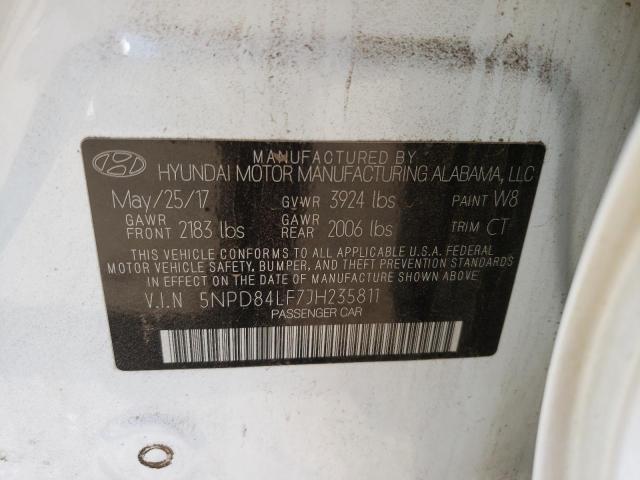 MANUFACTURED BY
HYUNDAI MOTOR MANUFACTURING ALABAMA, LLC
May/25/17 GVWR 3924 lbs PAINT W8
GAWR FRONT 2183 lbs GAWR REAR 2006 lbs TRIM CT
THIS VEHICLE CONFORMS TO ALL APPLICABLE U.S.A. FEDERAL
MOTOR VEHICLE SAFETY, BUMPER, AND THEFT PREVENTION STANDARDS
IN EFFECT ON THE DATE OF MANUFACTURE SHOWN ABOVE.
V.I.N 5NPD84LF7JH235811
PASSENGER CAR